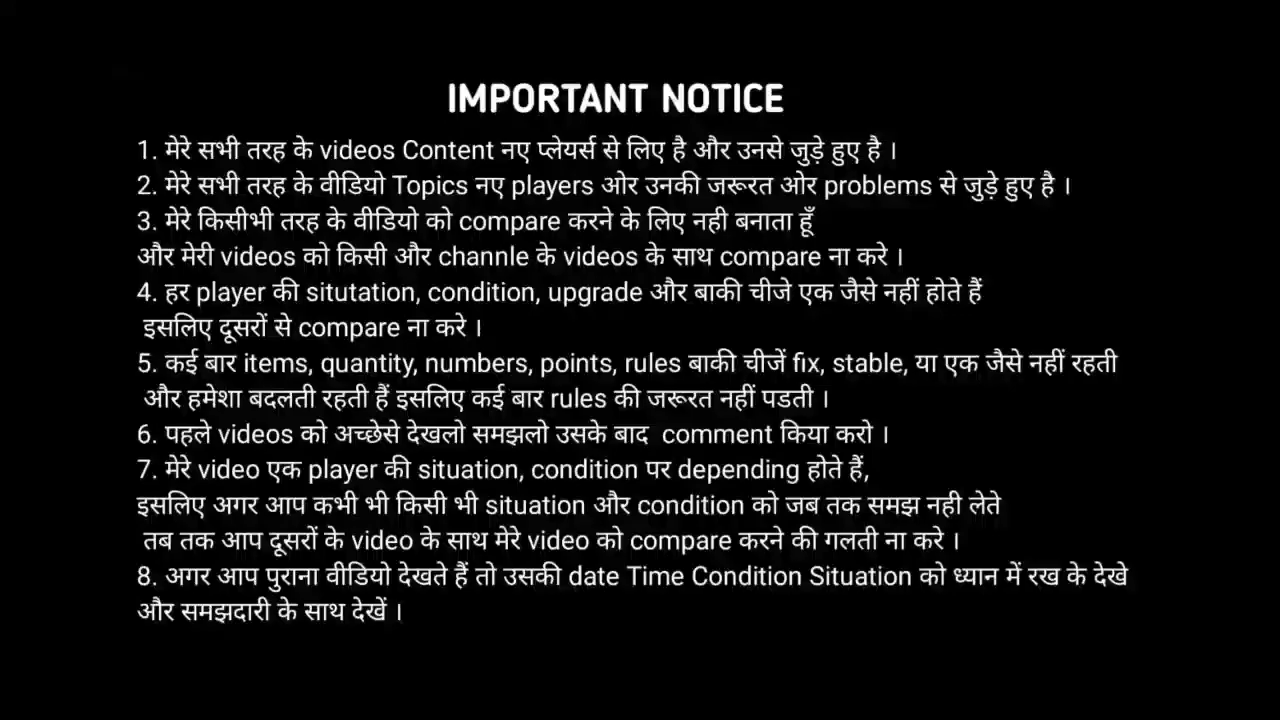 IMPORTANT NOTICE
1. मेरे सभी तरह के videos Content नए प्लेयर्स से लिए है और उनसे जुड़े हुए है ।
2. मेरे सभी तरह के वीडियो Topics नए players ओर उनकी जरूरत ओर problems से जुड़े हुए है ।
3. मेरे किसीभी तरह के वीडियो को compare करने के लिए नही बनाता हूँ
और मेरी videos को किसी और channle के videos के साथ compare ना करे ।
4. हर player की situtation, condition, upgrade और बाकी चीजे एक जैसे नहीं होते हैं
इसलिए दूसरों से compare ना करे ।
5. कई बार items, quantity, numbers, points, rules बाकी चीजें fix, stable, या एक जैसे नहीं रहती
और हमेशा बदलती रहती हैं इसलिए कई बार rules की जरूरत नहीं पडती ।
6. पहले videos को अच्छेसे देखलो समझलो उसके बाद comment किया करो ।
7. मेरे video एक player की situation, condition पर depending होते हैं,
इसलिए अगर आप कभी भी किसी भी situation और condition को जब तक समझ नही लेते
तब तक आप दूसरों के video के साथ मेरे video को compare करने की गलती ना करे ।
8. अगर आप पुराना वीडियो देखते हैं तो उसकी date Time Condition Situation को ध्यान में रख के देखे
और समझदारी के साथ देखें ।